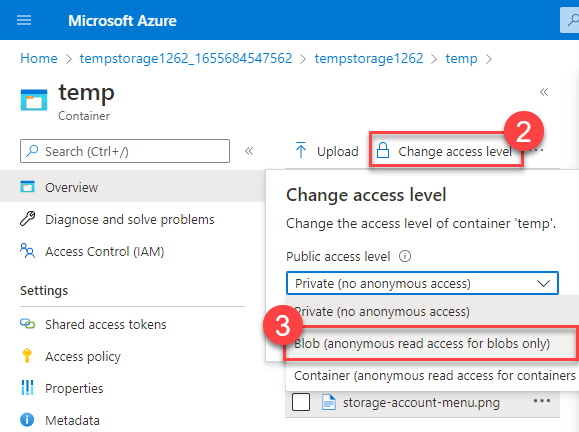 Microsoft Azure
Home > tempstorage1262_1655684547562 > tempstorage1262 > temp >
temp
Container
2
Search (Ctrl+/)
Upload
Change access level
Overview
Diagnose and solve problems
Access Control (IAM)
Settings
Shared access tokens
Access policy
Properties
Metadata
Change access level
Change the access level of container 'temp'.
Public access level
Private (no anonymous access)
Private (no anonymous access)
3
Blob (anonymous read access for blobs only)
Container (anonymous read access for containers
storage-account-menu.png